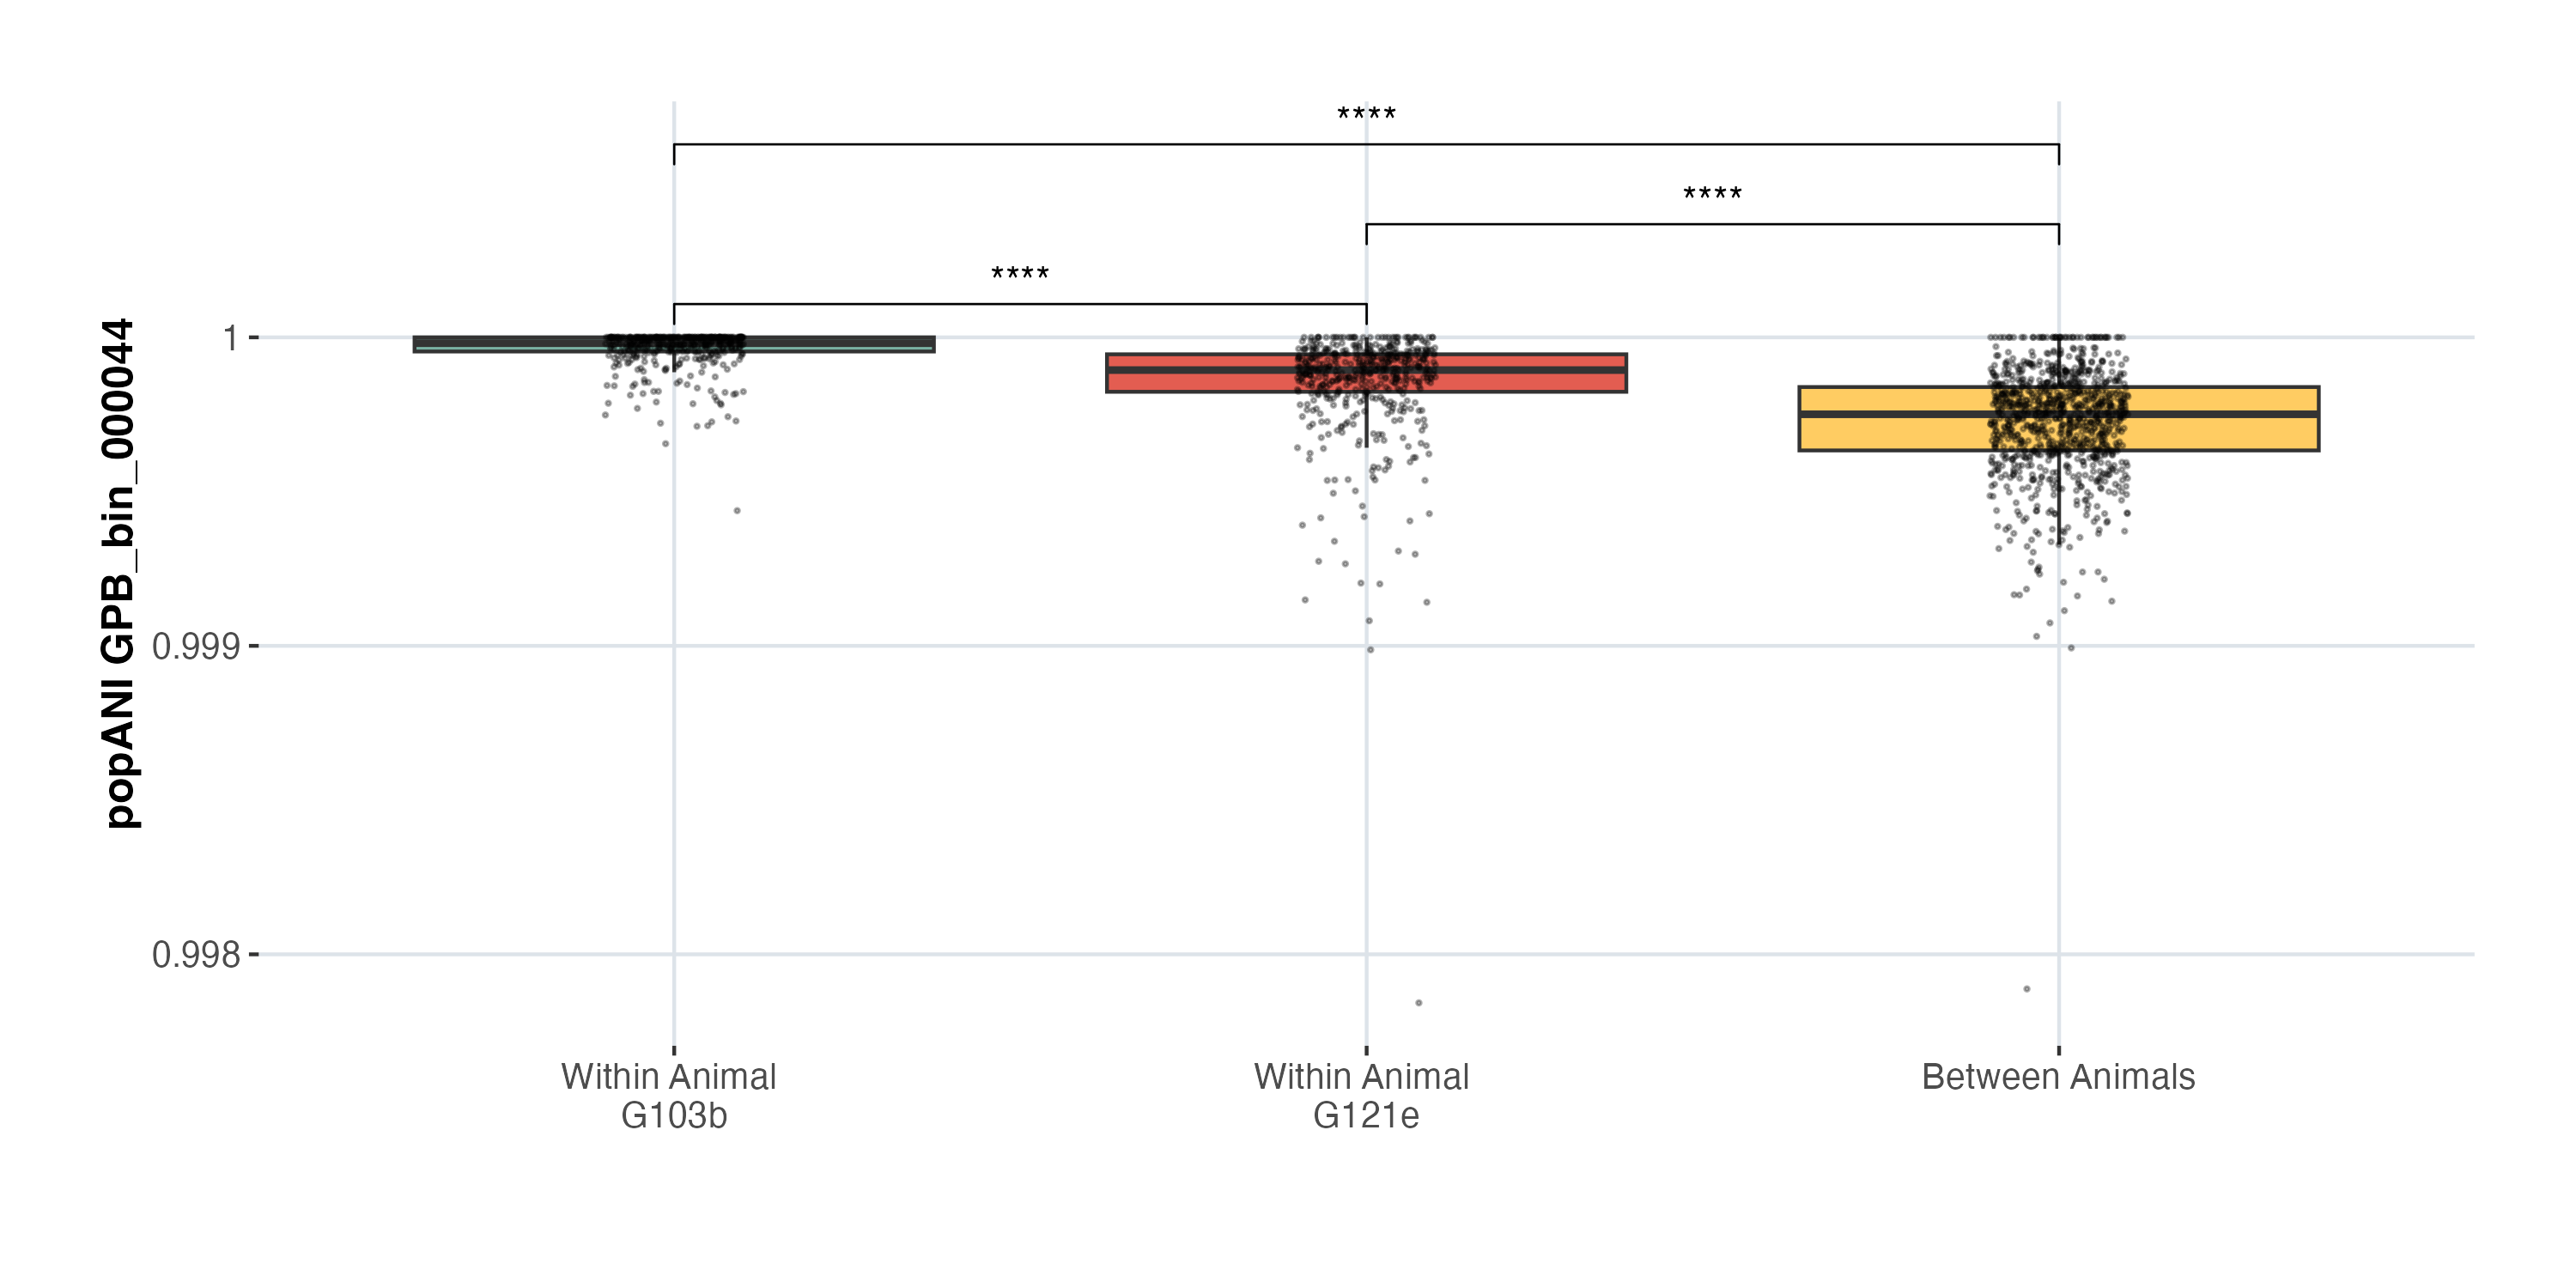 ****
****
****
popANI GPB_bin_000044
1
0.999
0.998
Within Animal
G103b
Within Animal
G121e
Between Animals